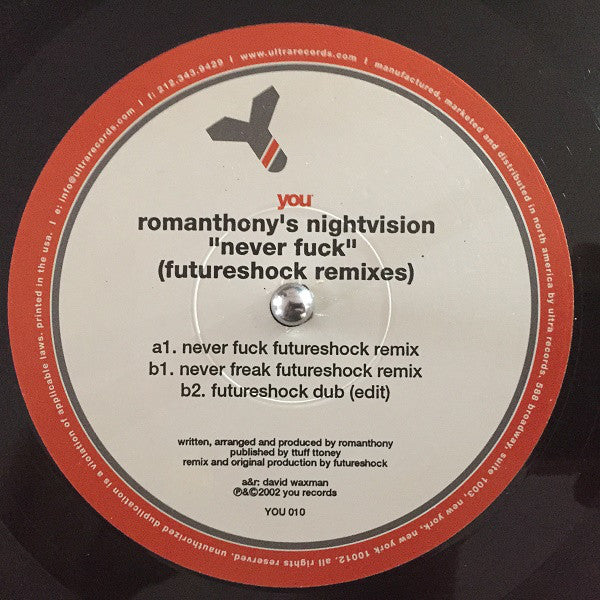 you
romanthony's nightvision
"never fuck"
(futureshock remixes)
a1. never fuck futureshock remix
b1. never freak futureshock remix
b2. futureshock dub (edit)
written, arranged and produced by romanthony
published by ttuff ttoney
remix and original production by futureshock
a&r: david waxman
℗&©2002 you records
YOU 010
manufactured, marketed and distributed in north america by ultra records. 588 broadway, suite 1003, new york, new york 10012. all rights reserved. unauthorized duplication is a violation of applicable laws. printed in the usa. | e: info@ultrarecords.com | f: 212.343.9429 | www.ultrarecords.com |